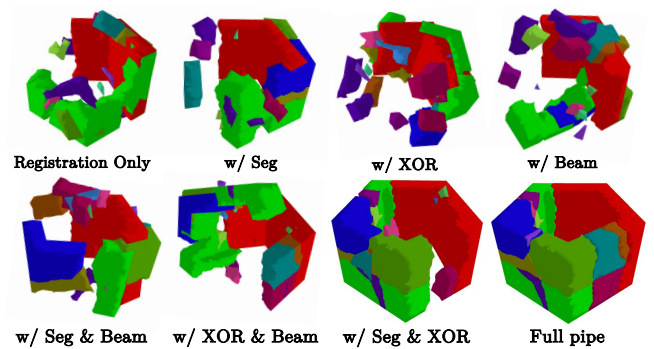 Registration Only
w/ Seg
w/ XOR
w/ Beam
w/ Seg & Beam
w/ XOR & Beam
w/ Seg & XOR
Full pipe